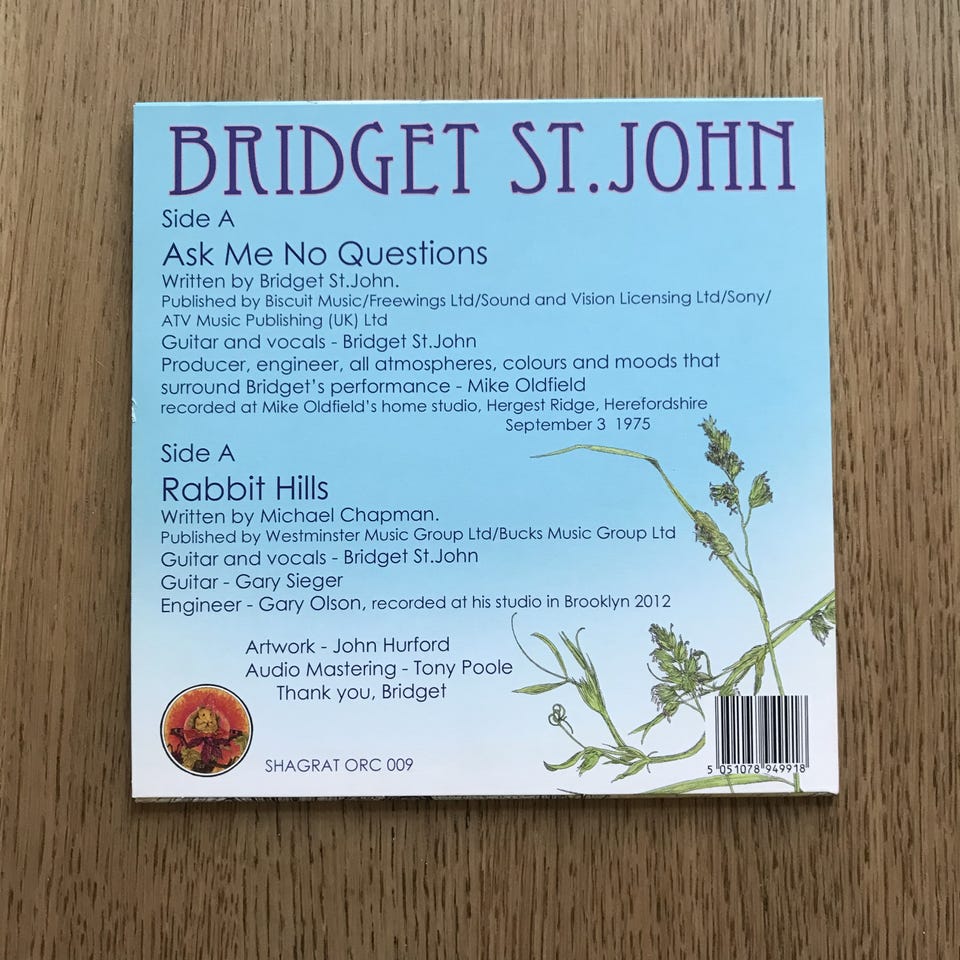 BRIDGET ST.JOHN
Side A
Ask Me No Questions
Written by Bridget St.John.
Published by Biscuit Music/Freewings Ltd/Sound and Vision Licensing Ltd/Sony/
ATV Music Publishing (UK) Ltd
Guitar and vocals - Bridget St.John
Producer, engineer, all atmospheres, colours and moods that
surround Bridget's performance - Mike Oldfield
recorded at Mike Oldfield's home studio, Hergest Ridge, Herefordshire
September 3 1975
Side A
Rabbit Hills
Written by Michael Chapman.
Published by Westminster Music Group Ltd/Bucks Music Group Ltd
Guitar and vocals - Bridget St.John
Guitar - Gary Sieger
Engineer - Gary Olson, recorded at his studio in Brooklyn 2012
Artwork - John Hurford
Audio Mastering - Tony Poole
Thank you, Bridget
SHAGRAT ORC 009
5 051078 949918